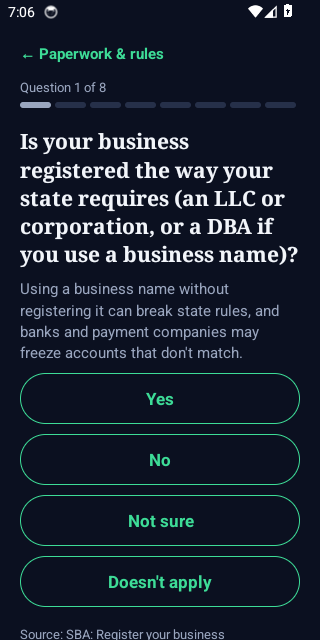 7:06
← Paperwork & rules
Question 1 of 8
Is your business
registered the way your
state requires (an LLC or
corporation, or a DBA if
you use a business name)?
Using a business name without
registering it can break state rules, and
banks and payment companies may
freeze accounts that don't match.
Yes
No
Not sure
Doesn't apply
Source: SBA: Register your business